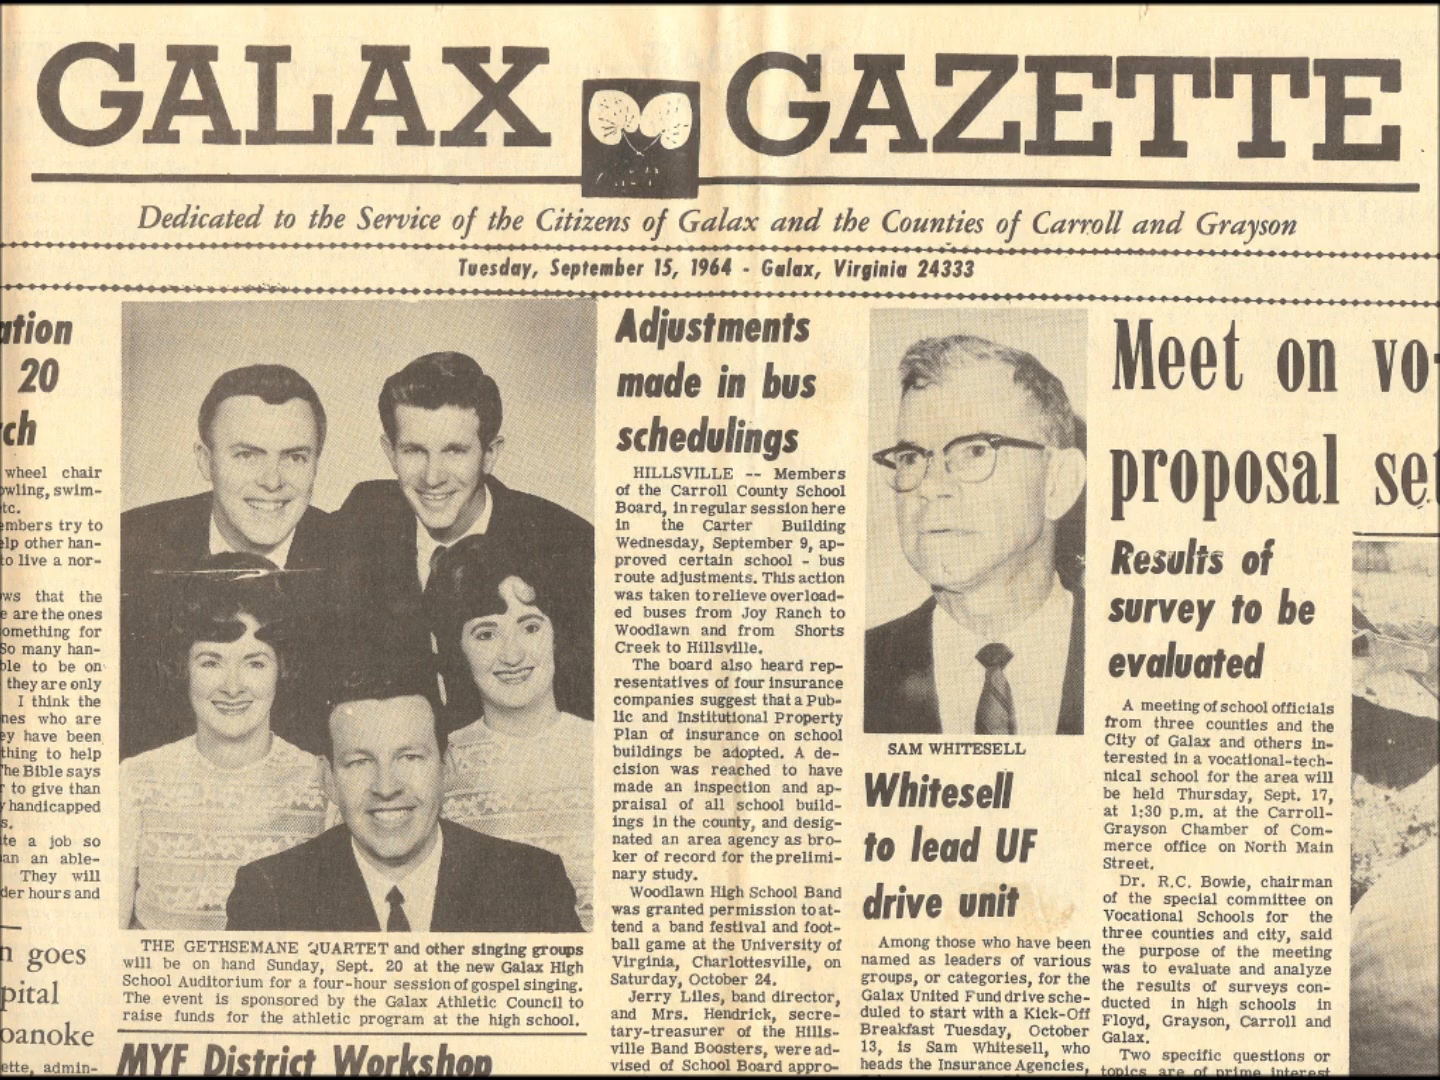 GALAX GAZETTE
Dedicated to the Service of the Citizens of Galax and the Counties of Carroll and Grayson
Tuesday, September 15, 1964 - Galax, Virginia 24333
20
wheel chair
swim-
try to
other han-
to live a nor-
that the
are the ones
for
So many han-
to be on
they are only
I think the
who are
have been
thing to help
The Bible says
to give than
handicapped
a job so
an able-
They will
hours and
goes
admin-
THE GETHSEMANE QUARTET and other singing groups
will be on hand Sunday, Sept. 20 at the new Galax High
School Auditorium for a four-hour session of gospel singing.
The event is sponsored by the Galax Athletic Council to
raise funds for the athletic program at the high school.
MYF District Workshop
Adjustments
made in bus
schedulings
HILLSVILLE -- Members
of the Carroll County School
Board, in regular session here
in the Carter Building
Wednesday, September 9, ap-
proved certain school - bus
route adjustments. This action
was taken to relieve overload-
ed buses from Joy Ranch to
Woodlawn and from Shorts
Creek to Hillsville.
The board also heard rep-
resentatives of four insurance
companies suggest that a Pub-
lic and Institutional Property
Plan of insurance on school
buildings be adopted. A de-
cision was reached to have
made an inspection and ap-
praisal of all school build-
ings in the county, and desig-
nated an area agency as bro-
ker of record for the prelimi-
nary study.
Woodlawn High School Band
was granted permission to at-
tend a band festival and foot-
ball game at the University of
Virginia, Charlottesville, on
Saturday, October 24.
Jerry Liles, band director,
and Mrs. Hendrick, secre-
tary-treasurer of the Hills-
ville Band Boosters, were ad-
vised of School Board appro-
SAM WHITESELL
Whitesell
to lead UF
drive unit
Among those who have been
named as leaders of various
groups, or categories, for the
Galax United Fund drive sche-
duled to start with a Kick-Off
Breakfast Tuesday, October
13, is Sam Whitesell, who
heads the Insurance Agencies,
Meet on
proposal
Results of
survey to be
evaluated
A meeting of school officials
from three counties and the
City of Galax and others in-
terested in a vocational-tech-
nical school for the area will
be held Thursday, Sept. 17,
at 1:30 p.m. at the Carroll-
Grayson Chamber of Com-
merce office on North Main
Street.
Dr. R.C. Bowie, chairman
of the special committee on
Vocational Schools for the
three counties and city, said
the purpose of the meeting
was to evaluate and analyze
the results of surveys con-
ducted in high schools in
Floyd, Grayson, Carroll and
Galax.
Two specific questions or
topics are of prime interest